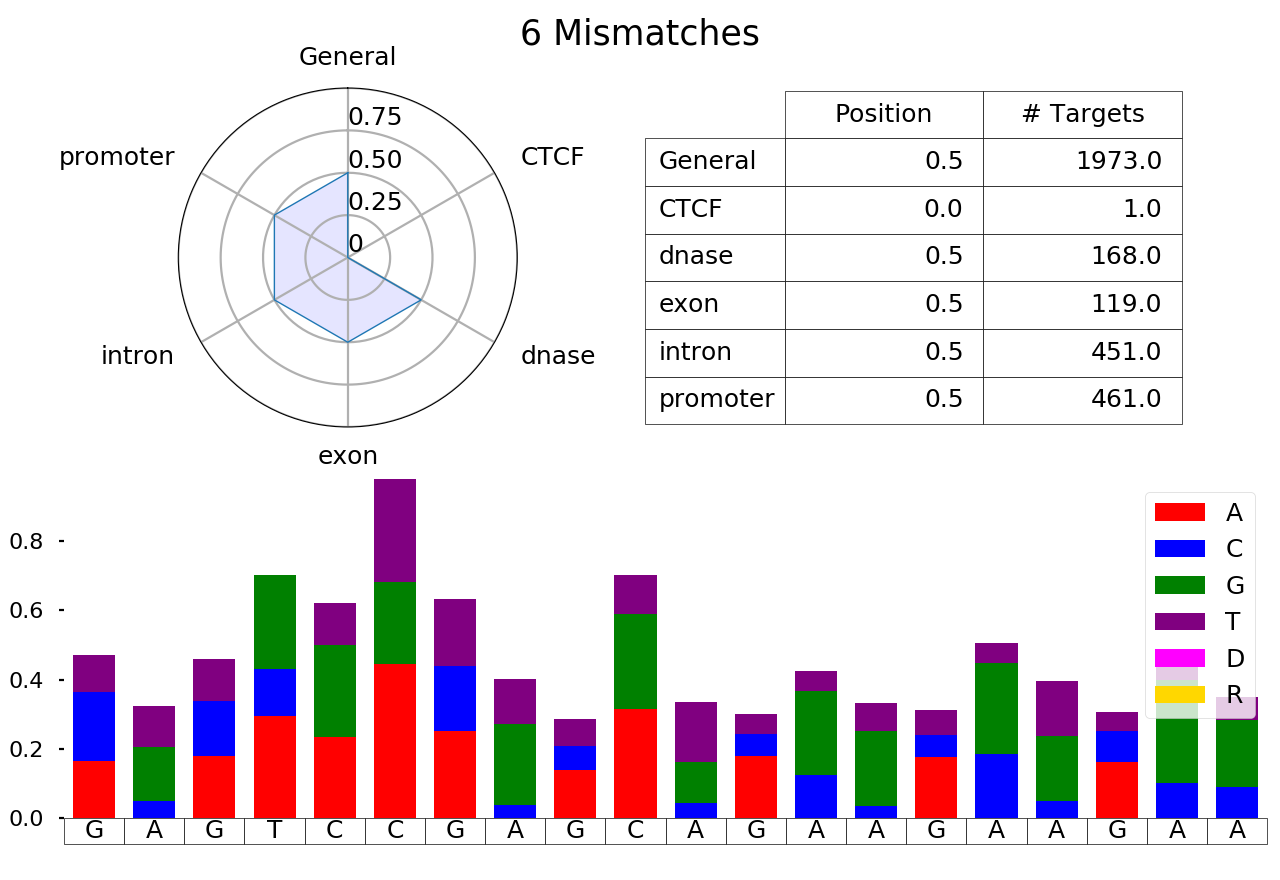 6 Mismatches
General
promoter
CTCF
0.75
0.50
0.25
0
intron
dnase
exon
Position # Targets
General 0.5 1973.0
CTCF 0.0 1.0
dnase 0.5 168.0
exon 0.5 119.0
intron 0.5 451.0
promoter 0.5 461.0
0.8
0.6
0.4
0.2
0.0
A
C
G
T
D
R
G A G T C C G A G C A G A A G A A G A A